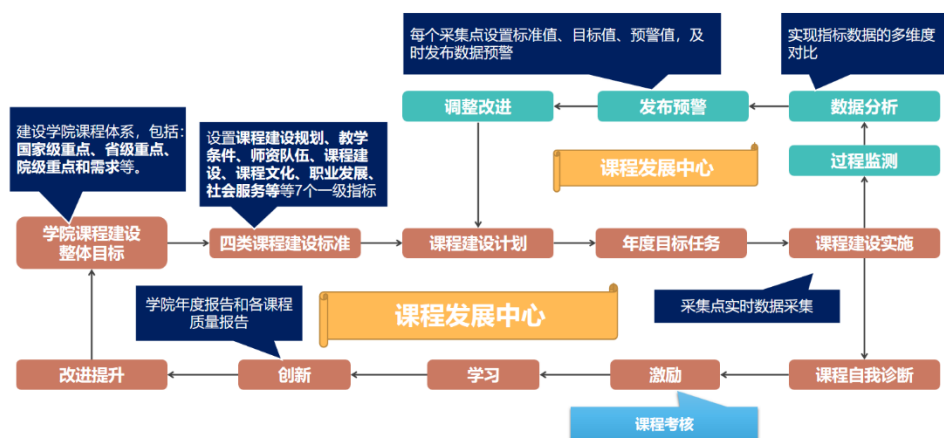 每个采集点设置标准值、目标值、预警值，及
时发布数据预警
实现指标数据的多维度
对比
调整改进
发布预警
数据分析
建设学院课程体系，包括：
国家级重点、省级重点、
院级重点和需求等。
设置课程建设规划、教学
条件、师资队伍、课程建
设、课程文化、职业发展、
社会服务等等7个一级指标
课程发展中心
过程监测
学院课程建设
整体目标
四类课程建设标准
课程建设计划
年度目标任务
课程建设实施
学院年度报告和各课程
质量报告
课程发展中心
采集点实时数据采集
改进提升
创新
学习
激励
课程自我诊断
课程考核